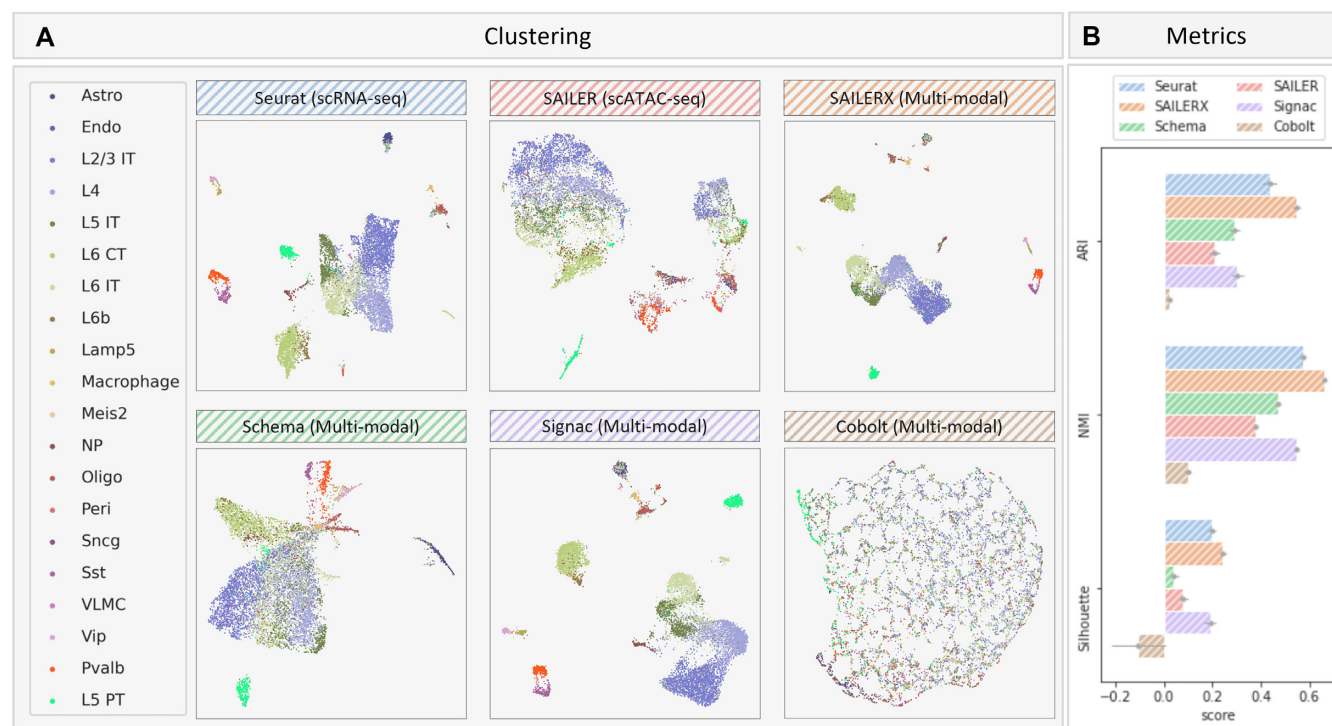 A
Clustering
Astro
Endo
L2/3 IT
L4
L5 IT
L6 CT
L6 IT
L6b
Lamp5
Macrophage
Meis2
NP
Oligo
Peri
Sncg
Sst
VLMC
Vip
Pvalb
L5 PT
Seurat (scRNA-seq)
SAILER (scATAC-seq)
SAILERX (Multi-modal)
Schema (Multi-modal)
Signac (Multi-modal)
Cobolt (Multi-modal)
B
Metrics
Seurat
SAILERX
Schema
SAILER
Signac
Cobolt
ARI
NMI
Silhouette
−0.2 0.0 0.2 0.4 0.6
score